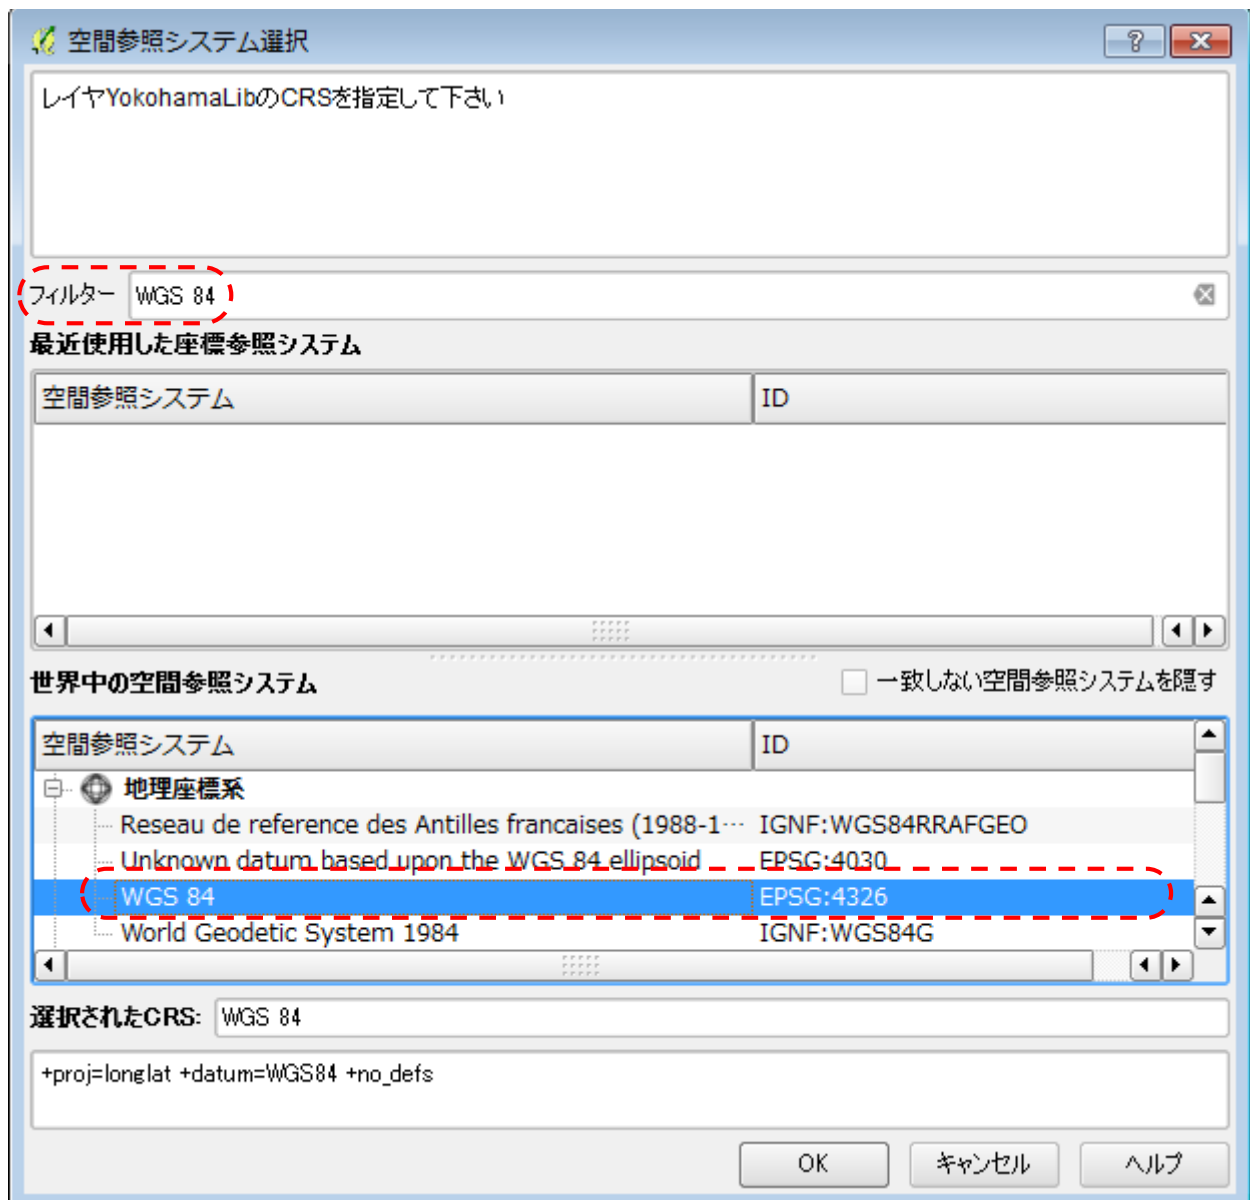 空間参照システム選択
?
レイヤYokohamaLibのCRSを指定して下さい
フィルター WGS 84
最近使用した座標参照システム
空間参照システム ID
世界中の空間参照システム 一致しない空間参照システムを隠す
空間参照システム ID
地理座標系
Reseau de reference des Antilles francaises (1988-1… IGNF:WGS84RRAFGEO
Unknown datum based upon the WGS 84 ellipsoid EPSG:4030
WGS 84 EPSG:4326
World Geodetic System 1984 IGNF:WGS84G
選択されたCRS: WGS 84
+proj=longlat +datum=WGS84 +no_defs
OK キャンセル ヘルプ